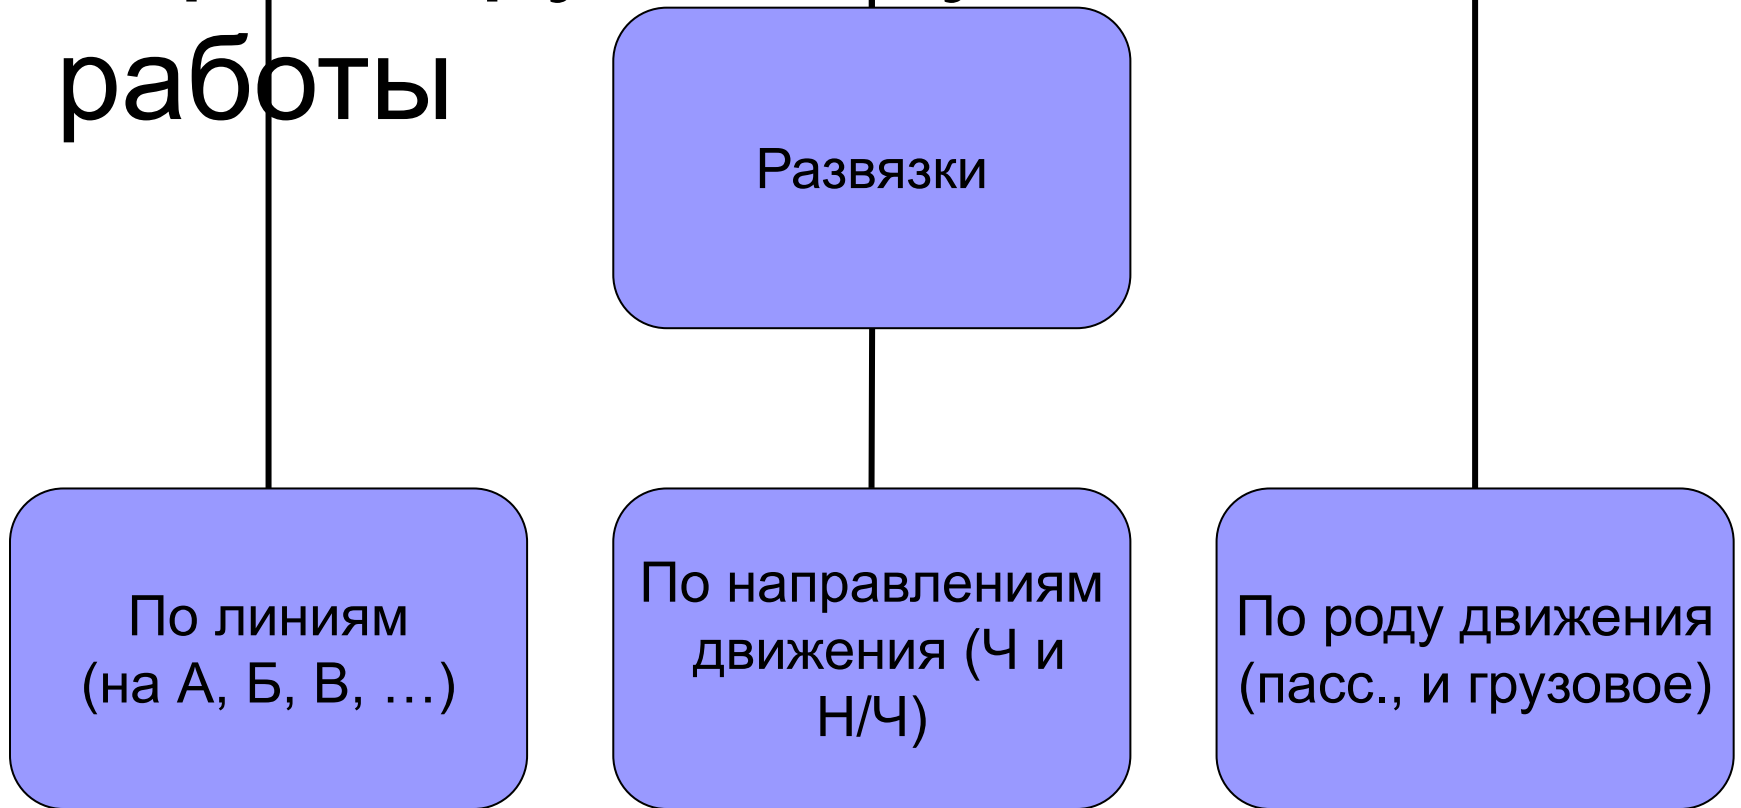 работы
Развязки
По линиям
(на А, Б, В, …)
По направлениям
движения (Ч и
Н/Ч)
По роду движения
(пасс., и грузовое)